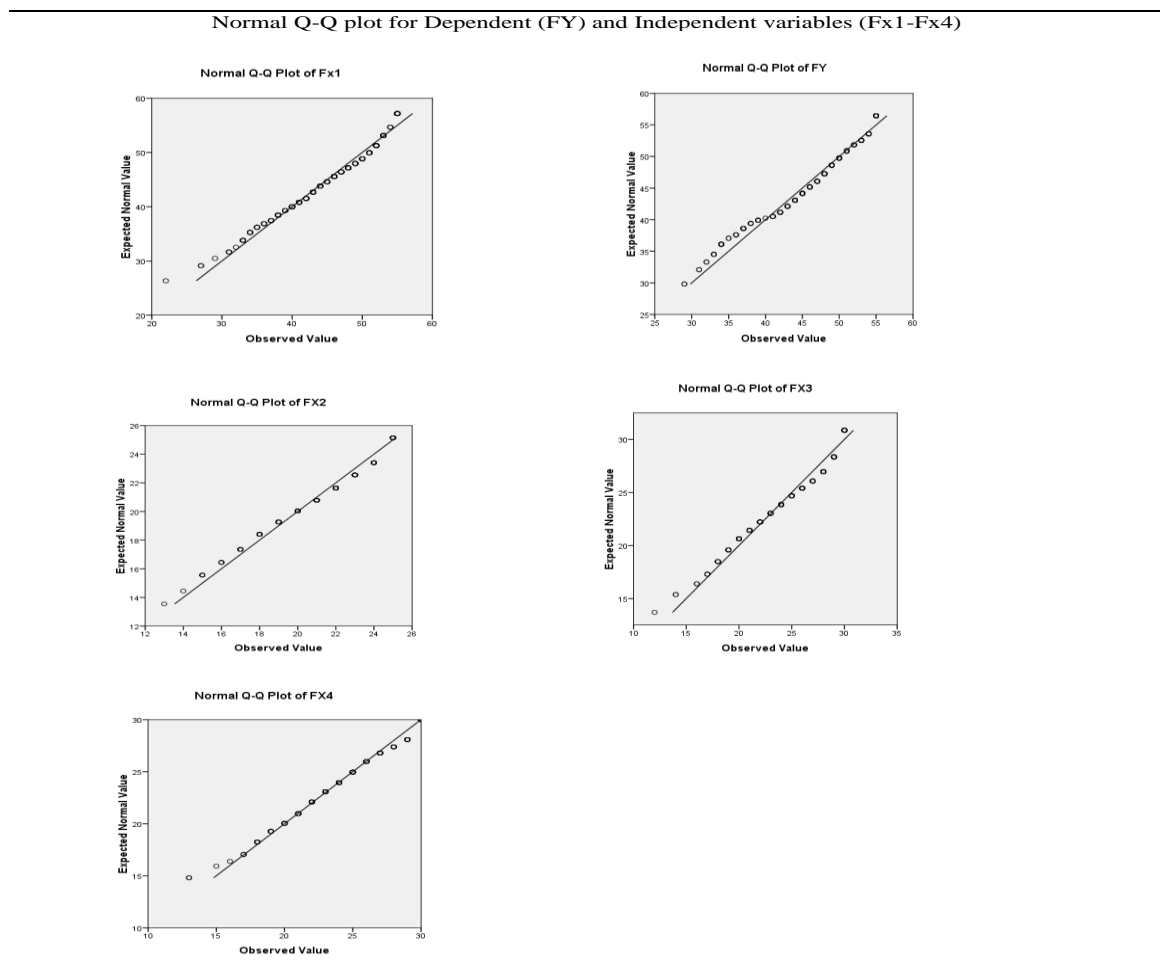 Normal Q-Q plot for Dependent (FY) and Independent variables (Fx1-Fx4)
Normal Q-Q Plot of Fx1
60
50
40
30
20
Expected Normal Value
20 30 40 50 60
Observed Value
Normal Q-Q Plot of FY
60
55
50
45
40
35
30
25
Expected Normal Value
25 30 35 40 45 50 55 60
Observed Value
Normal Q-Q Plot of FX2
26
24
22
20
18
16
14
12
Expected Normal Value
12 14 16 18 20 22 24 26
Observed Value
Normal Q-Q Plot of FX3
30
25
20
15
Expected Normal Value
10 15 20 25 30 35
Observed Value
Normal Q-Q Plot of FX4
30
25
20
15
10
Expected Normal Value
10 15 20 25 30
Observed Value